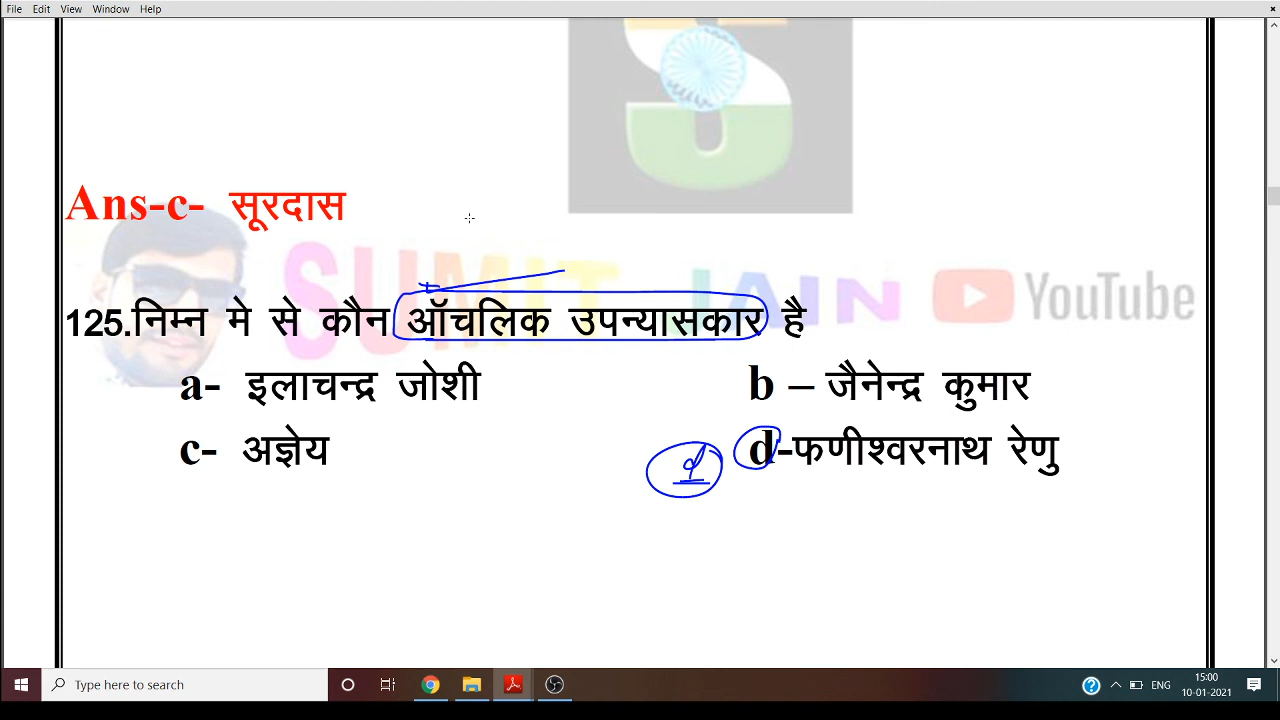 File Edit View Window Help
Ans-c- सूरदास
SUMIT JAIN YouTube
125.निम्न मे से कौन ऑचलिक उपन्यासकार है
a- इलाचन्द्र जोशी b – जैनेन्द्र कुमार
c- अज्ञेय d-फणीश्वरनाथ रेणु
d
Type here to search ENG 15:00
10-01-2021